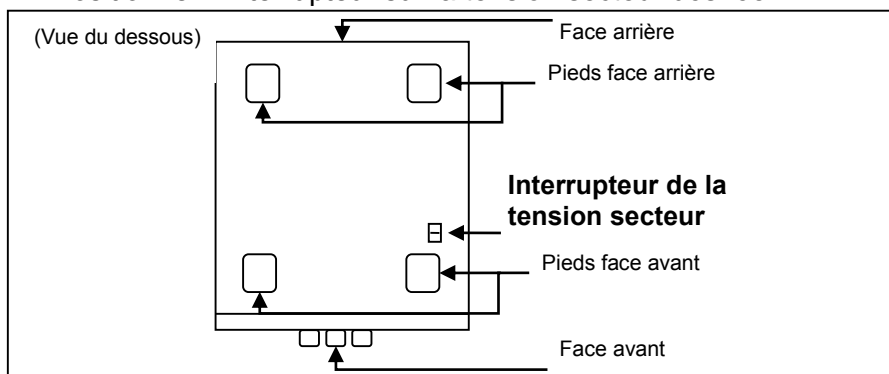 (Vue du dessous)
Face arrière
Pieds face arrière
Interrupteur de la
tension secteur
Pieds face avant
Face avant